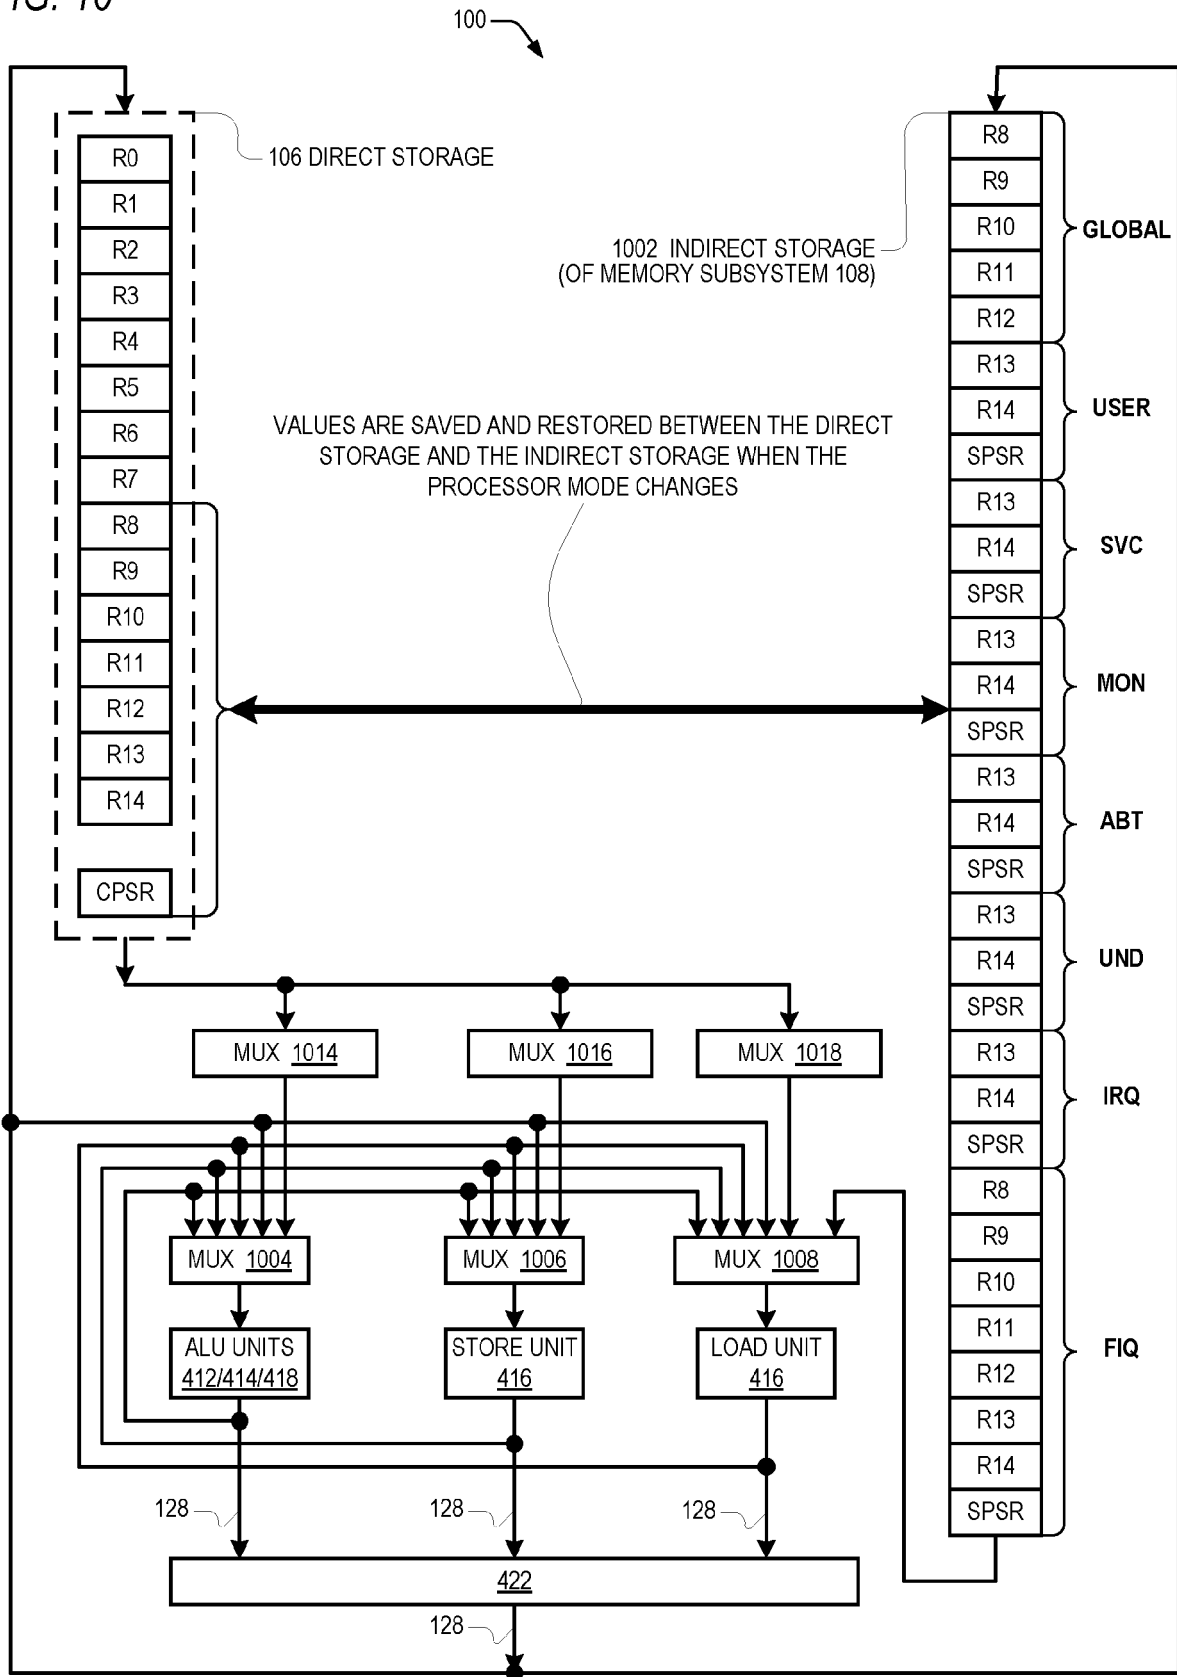 FIG. 10
100
106 DIRECT STORAGE
R0
R1
R2
R3
R4
R5
R6
R7
R8
R9
R10
R11
R12
R13
R14
CPSR
1002 INDIRECT STORAGE
(OF MEMORY SUBSYSTEM 108)
VALUES ARE SAVED AND RESTORED BETWEEN THE DIRECT
STORAGE AND THE INDIRECT STORAGE WHEN THE
PROCESSOR MODE CHANGES
R8
R9
R10
R11
R12
GLOBAL
R13
R14
SPSR
USER
R13
R14
SPSR
SVC
R13
R14
SPSR
MON
R13
R14
SPSR
ABT
R13
R14
SPSR
UND
R13
R14
SPSR
IRQ
R8
R9
R10
R11
R12
R13
R14
SPSR
FIQ
MUX 1014
MUX 1016
MUX 1018
MUX 1004
MUX 1006
MUX 1008
ALU UNITS
412/414/418
STORE UNIT
416
LOAD UNIT
416
128
128
128
422
128